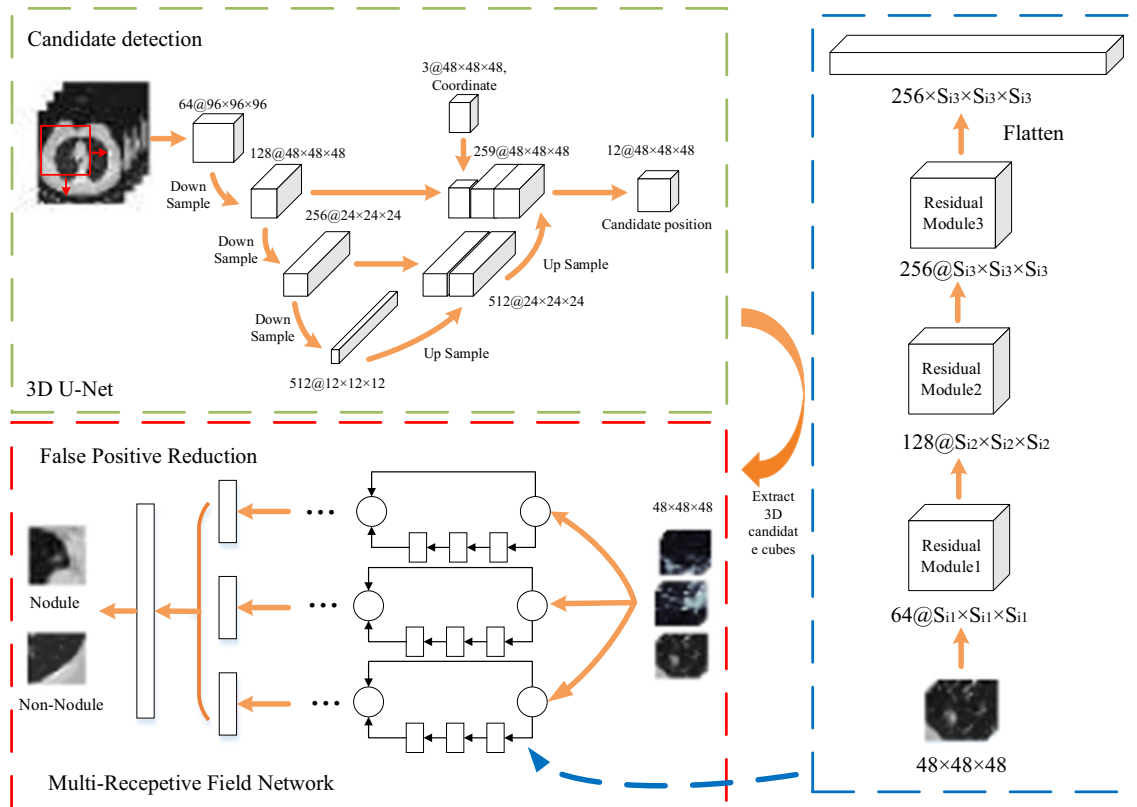 Candidate detection
64@96×96×96
3@48×48×48,
Coordinate
128@48×48×48
259@48×48×48
12@48×48×48
Down
Sample
256@24×24×24
Candidate position
Down
Sample
Up Sample
512@24×24×24
Down
Sample
Up Sample
512@12×12×12
3D U-Net
False Positive Reduction
48×48×48
Nodule
Non-Nodule
Multi-Recepetive Field Network
Extract
3D
candidat
e cubes
256×Si3×Si3×Si3
Flatten
Residual
Module3
256@Si3×Si3×Si3
Residual
Module2
128@Si2×Si2×Si2
Residual
Module1
64@Si1×Si1×Si1
48×48×48